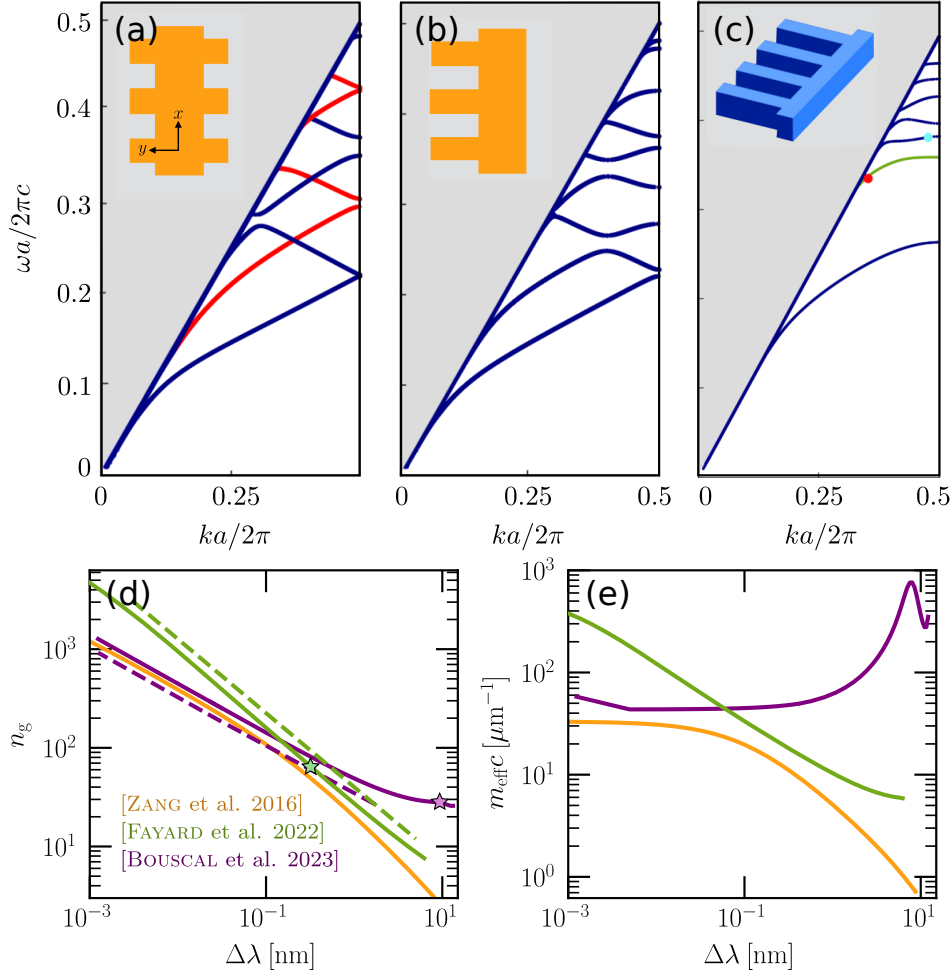 (a)
(b)
(c)
0.5
0.4
0.3
0.2
0.1
0
ωa/2πc
x
y
0
0.25
ka/2π
0
0.25
0.5
ka/2π
0
0.25
0.5
ka/2π
(d)
10³
10²
10¹
n_g
[ZANG et al. 2016]
[FAYARD et al. 2022]
[BOUSCAL et al. 2023]
10⁻³
10⁻¹
10¹
Δλ [nm]
(e)
10³
10²
10¹
10⁰
m_eff c [μm⁻¹]
10⁻³
10⁻¹
10¹
Δλ [nm]